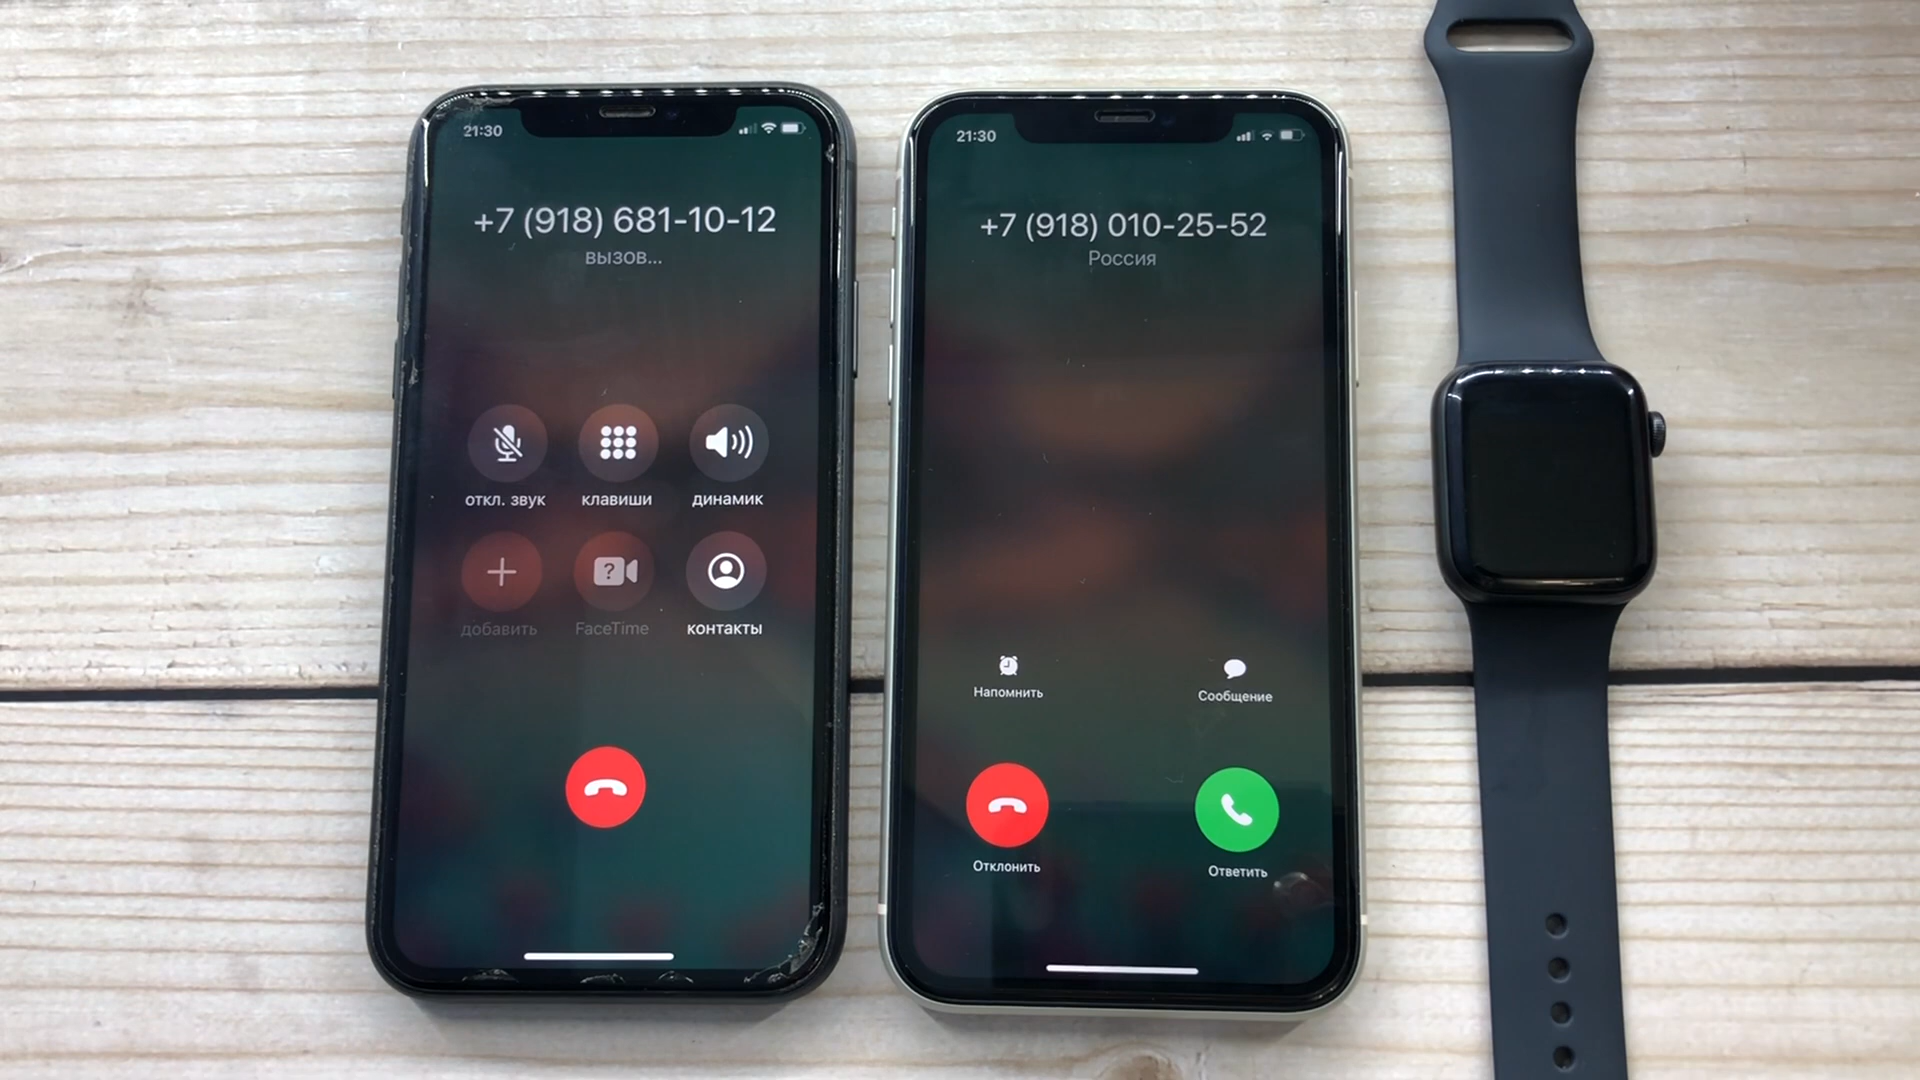 21:30
+7 (918) 681-10-12
вызов...
откл. звук
клавиши
динамик
добавить
FaceTime
контакты
21:30
+7 (918) 010-25-52
Россия
Напомнить
Сообщение
Отклонить
Ответить